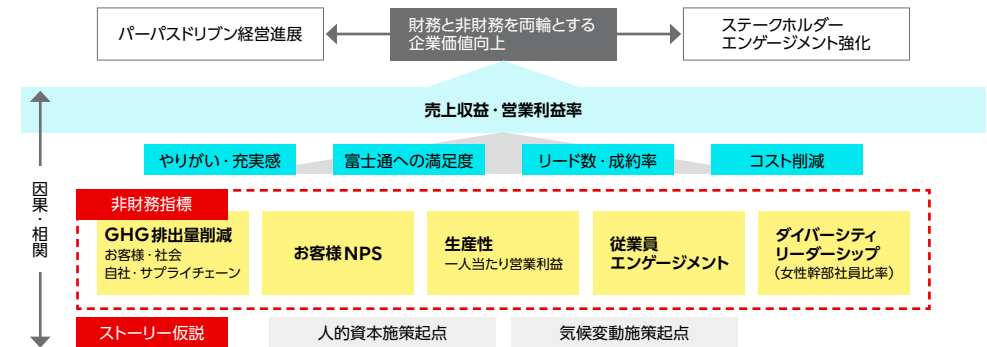 パーパスドリブン経営進展
財務と非財務を両輪とする
企業価値向上
ステークホルダー
エンゲージメント強化
売上収益・営業利益率
やりがい・充実感
富士通への満足度
リード数・成約率
コスト削減
因果・相関
非財務指標
GHG排出量削減
お客様・社会
自社・サプライチェーン
お客様NPS
生産性
一人当たり営業利益
従業員
エンゲージメント
ダイバーシティ
リーダーシップ
（女性幹部社員比率）
ストーリー仮説
人的資本施策起点
気候変動施策起点